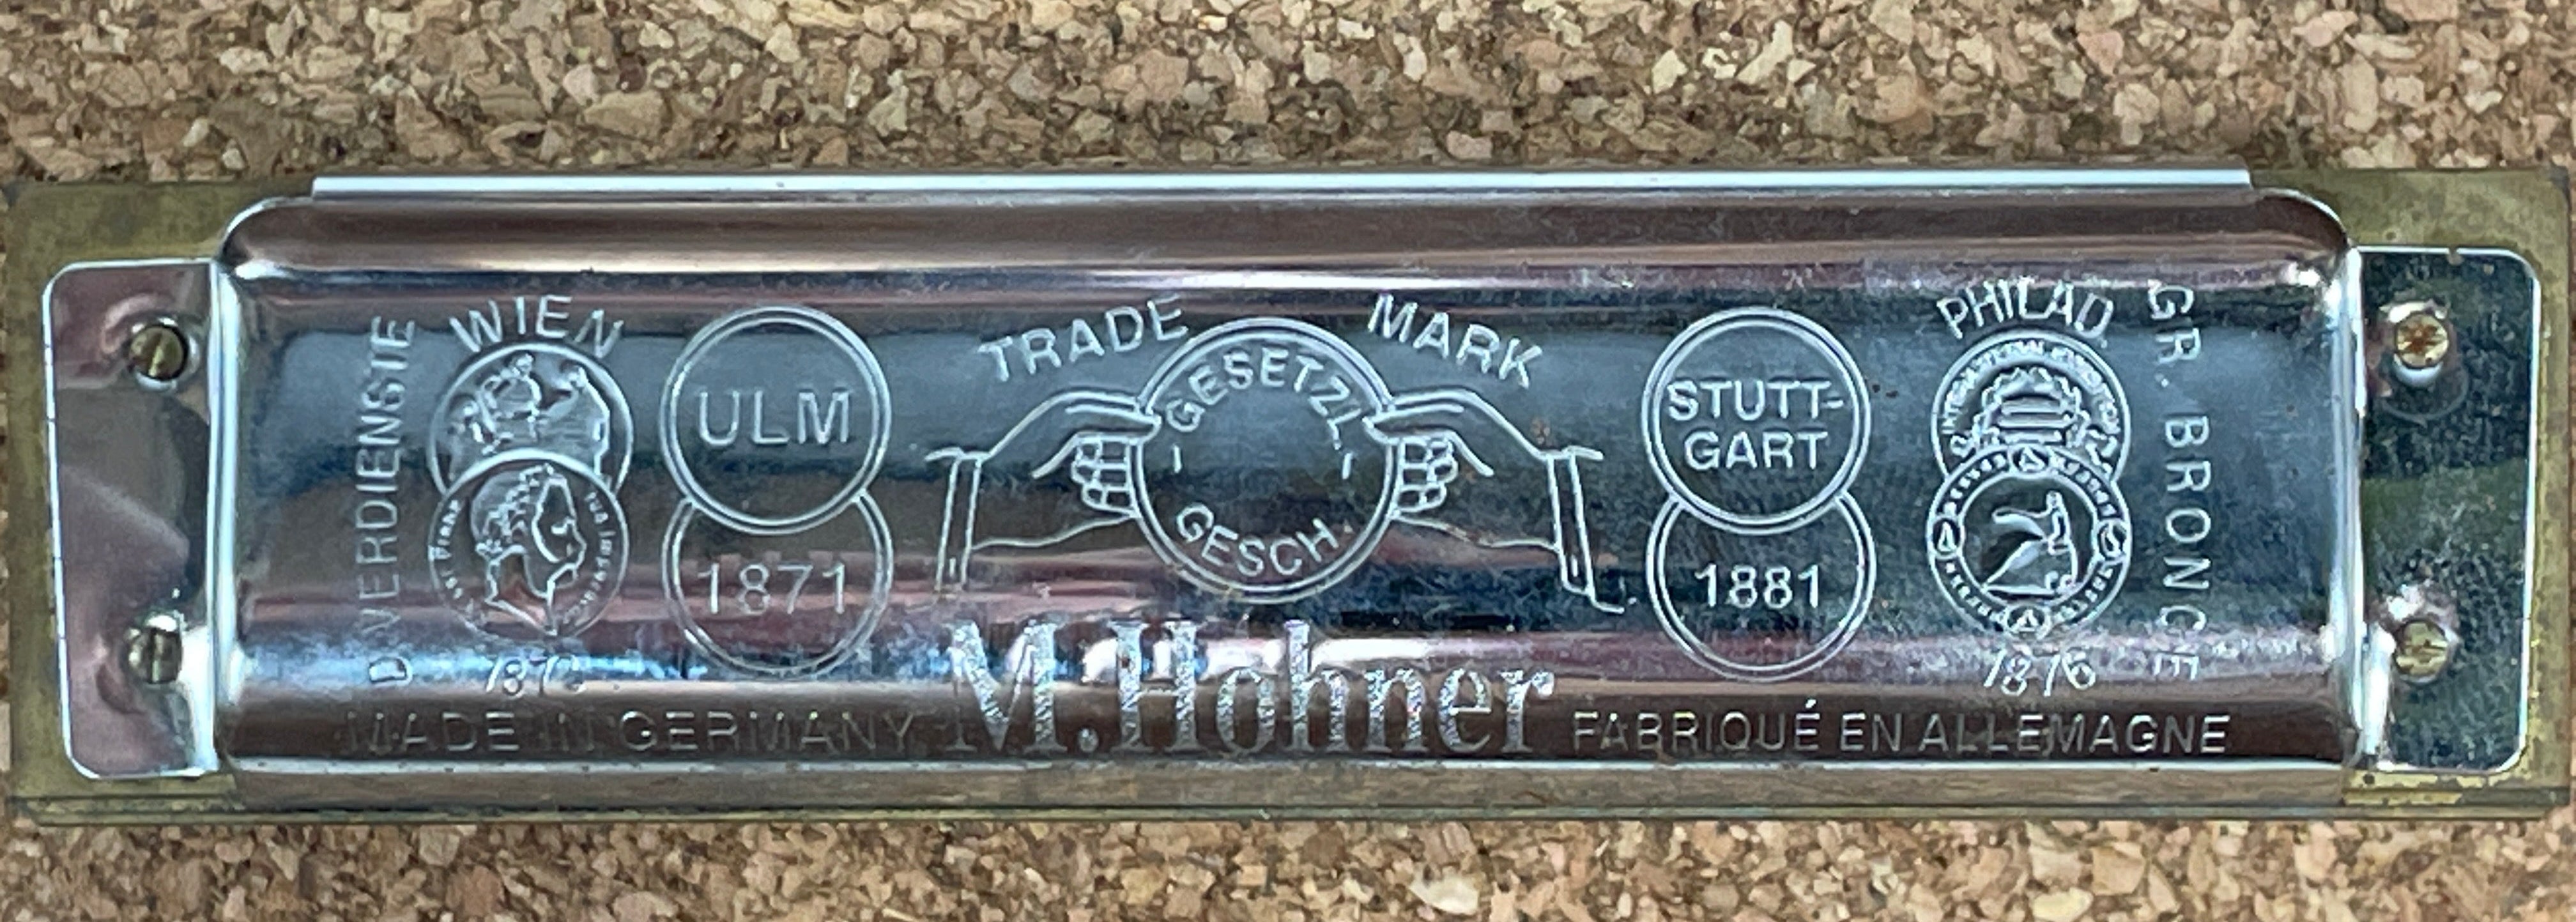 D. VERDIENSTE
WIEN
1873
ULM
1871
TRADE MARK
GESETZL.
GESCH.
STUTT-
GART
1881
PHILAD.
1876
GR. BRONCE
M.Hohner
MADE IN GERMANY
FABRIQUÉ EN ALLEMAGNE